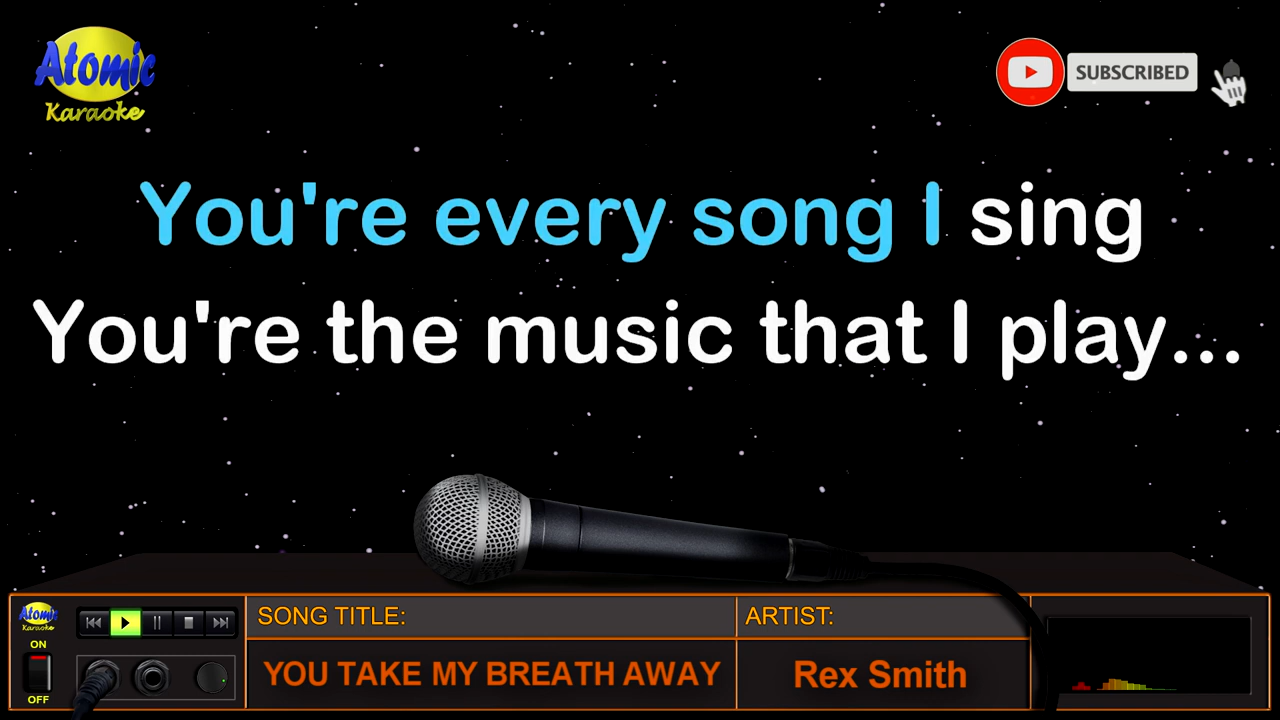 Atomic
Karaoke
SUBSCRIBED
You're every song I sing
You're the music that I play...
Atomic
Karaoke
ON
OFF
SONG TITLE:
ARTIST:
YOU TAKE MY BREATH AWAY
Rex Smith